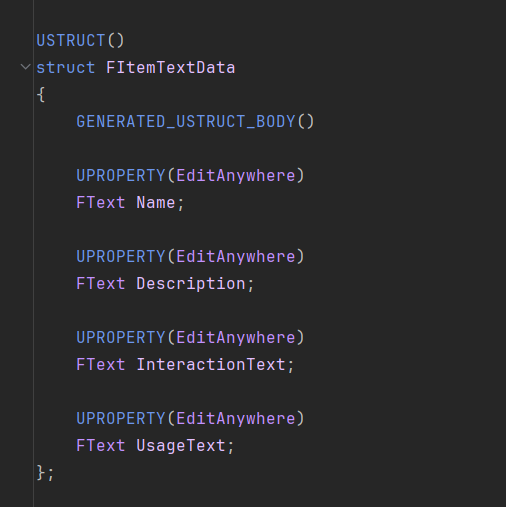 USTRUCT()
struct FItemTextData
{
GENERATED_USTRUCT_BODY()
UPROPERTY(EditAnywhere)
FText Name;
UPROPERTY(EditAnywhere)
FText Description;
UPROPERTY(EditAnywhere)
FText InteractionText;
UPROPERTY(EditAnywhere)
FText UsageText;
};